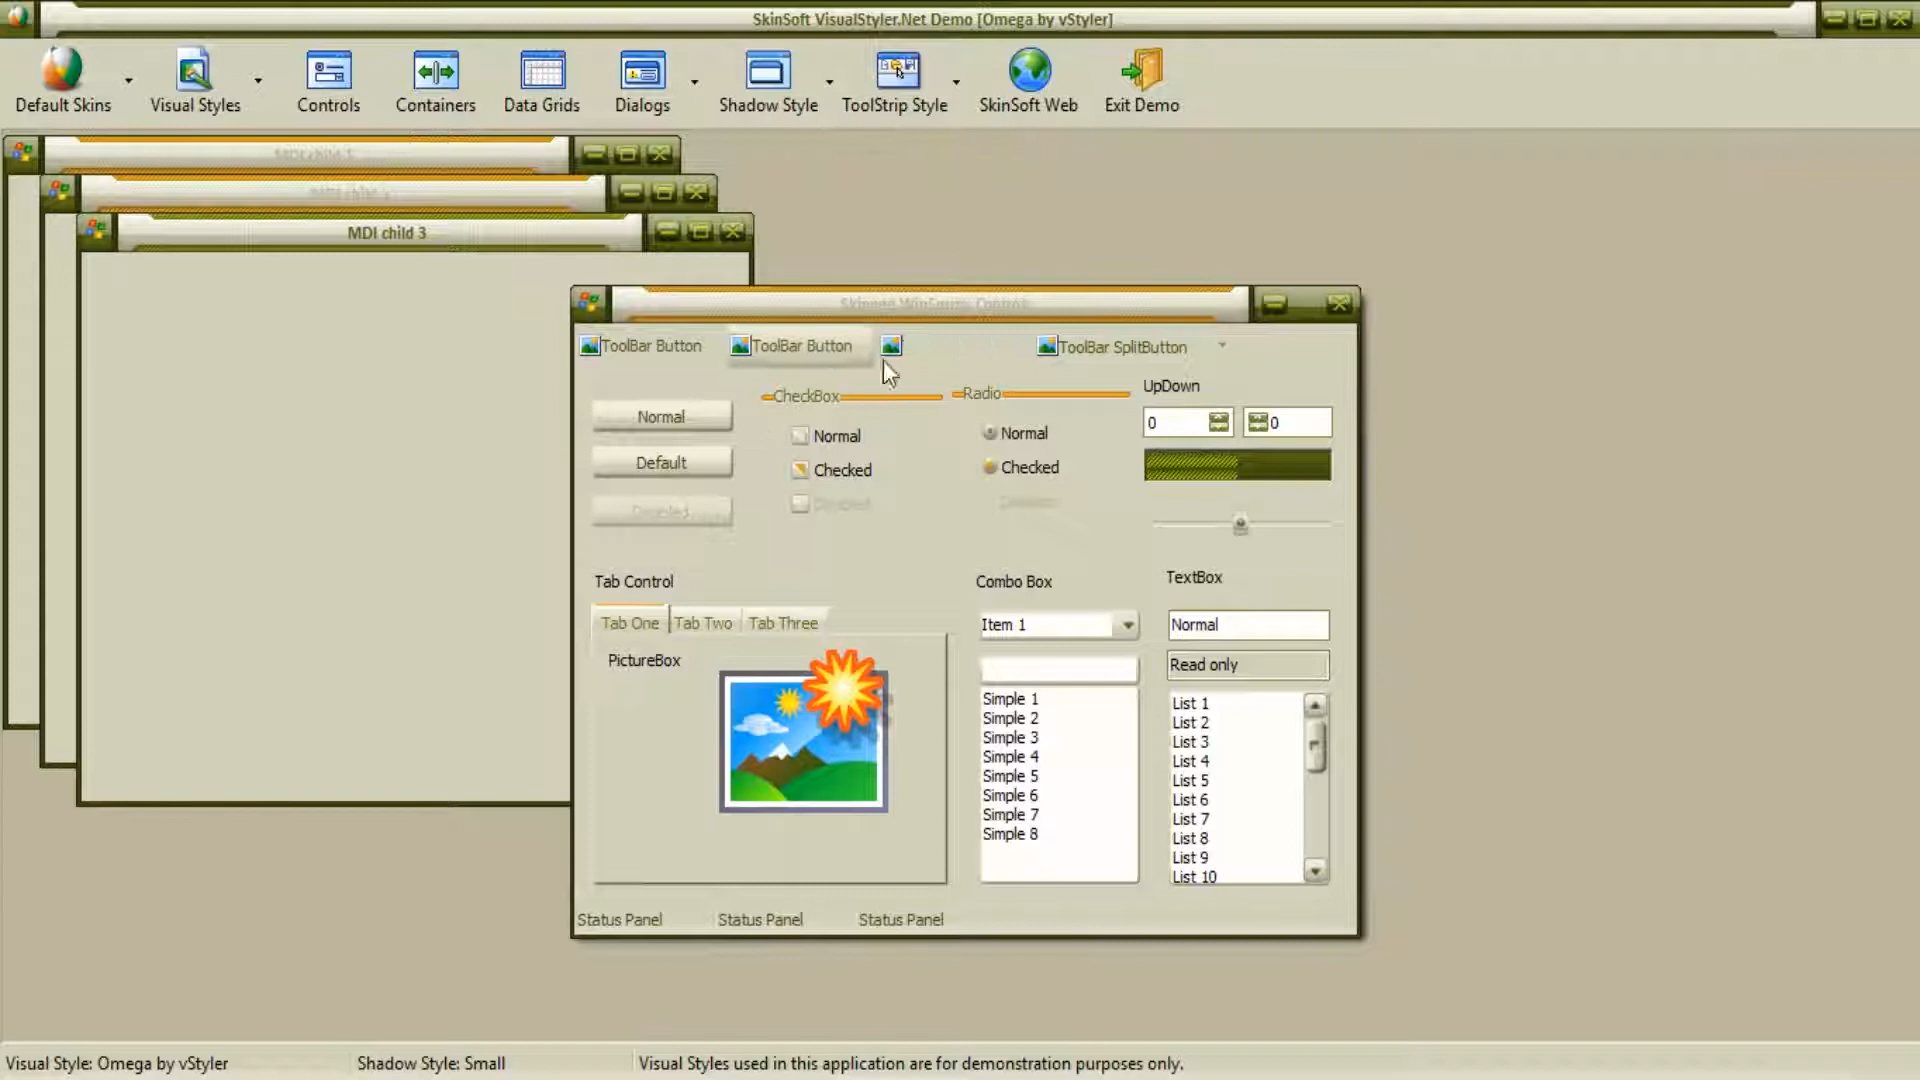 SkinSoft VisualStyler.Net Demo [Omega by vStyler]
Default Skins
Visual Styles
Controls
Containers
Data Grids
Dialogs
Shadow Style
ToolStrip Style
SkinSoft Web
Exit Demo
MDI child 3
Skinned WinForms Controls
ToolBar Button
ToolBar Button
ToolBar SplitButton
CheckBox
Radio
UpDown
Normal
Default
Disabled
Normal
Checked
Disabled
Normal
Checked
Disabled
0
0
Tab Control
Tab One
Tab Two
Tab Three
PictureBox
Combo Box
Item 1
Simple 1
Simple 2
Simple 3
Simple 4
Simple 5
Simple 6
Simple 7
Simple 8
TextBox
Normal
Read only
List 1
List 2
List 3
List 4
List 5
List 6
List 7
List 8
List 9
List 10
Status Panel
Status Panel
Status Panel
Visual Style: Omega by vStyler
Shadow Style: Small
Visual Styles used in this application are for demonstration purposes only.